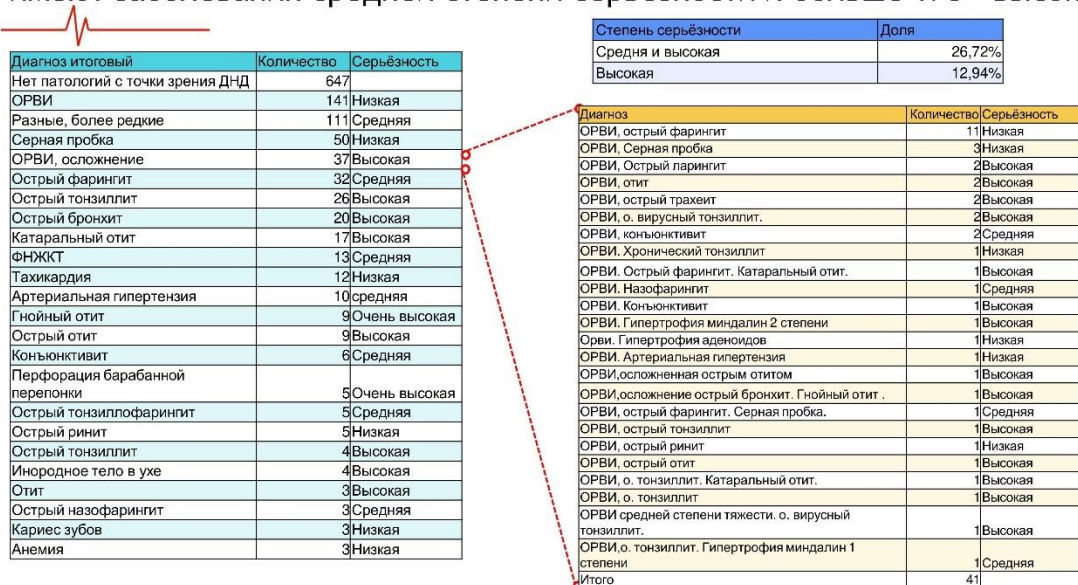 Степень серьёзности Доля
Средня и высокая 26,72%
Высокая 12,94%
Диагноз итоговый Количество Серьёзность
Нет патологий с точки зрения ДНД 647
ОРВИ 141 Низкая
Разные, более редкие 111 Средняя
Серная пробка 50 Низкая
ОРВИ, осложнение 37 Высокая
Острый фарингит 32 Средняя
Острый тонзиллит 26 Высокая
Острый бронхит 20 Высокая
Катаральный отит 17 Высокая
ФНЖКТ 13 Средняя
Тахикардия 12 Низкая
Артериальная гипертензия 10 средняя
Гнойный отит 9 Очень высокая
Острый отит 9 Высокая
Конъюнктивит 6 Средняя
Перфорация барабанной
перепонки 5 Очень высокая
Острый тонзиллофарингит 5 Средняя
Острый ринит 5 Низкая
Острый тонзиллит 4 Высокая
Инородное тело в ухе 4 Высокая
Отит 3 Высокая
Острый назофарингит 3 Средняя
Кариес зубов 3 Низкая
Анемия 3 Низкая
Диагноз Количество Серьёзность
ОРВИ, острый фарингит 11 Низкая
ОРВИ, Серная пробка 3 Низкая
ОРВИ, Острый ларингит 2 Высокая
ОРВИ, отит 2 Высокая
ОРВИ, острый трахеит 2 Высокая
ОРВИ, о. вирусный тонзиллит. 2 Высокая
ОРВИ, конъюнктивит 2 Средняя
ОРВИ. Хронический тонзиллит 1 Низкая
ОРВИ. Острый фарингит. Катаральный отит. 1 Высокая
ОРВИ. Назофарингит 1 Средняя
ОРВИ. Конъюнктивит 1 Высокая
ОРВИ. Гипертрофия миндалин 2 степени 1 Высокая
Орви. Гипертрофия аденоидов 1 Низкая
ОРВИ. Артериальная гипертензия 1 Низкая
ОРВИ,осложненная острым отитом 1 Высокая
ОРВИ,осложнение острый бронхит. Гнойный отит . 1 Высокая
ОРВИ, острый фарингит. Серная пробка. 1 Средняя
ОРВИ, острый тонзиллит 1 Высокая
ОРВИ, острый ринит 1 Низкая
ОРВИ, острый отит 1 Высокая
ОРВИ, о. тонзиллит. Катаральный отит. 1 Высокая
ОРВИ, о. тонзиллит 1 Высокая
ОРВИ средней степени тяжести. о. вирусный
тонзиллит. 1 Высокая
ОРВИ,о. тонзиллит. Гипертрофия миндалин 1
степени 1 Средняя
Итого 41